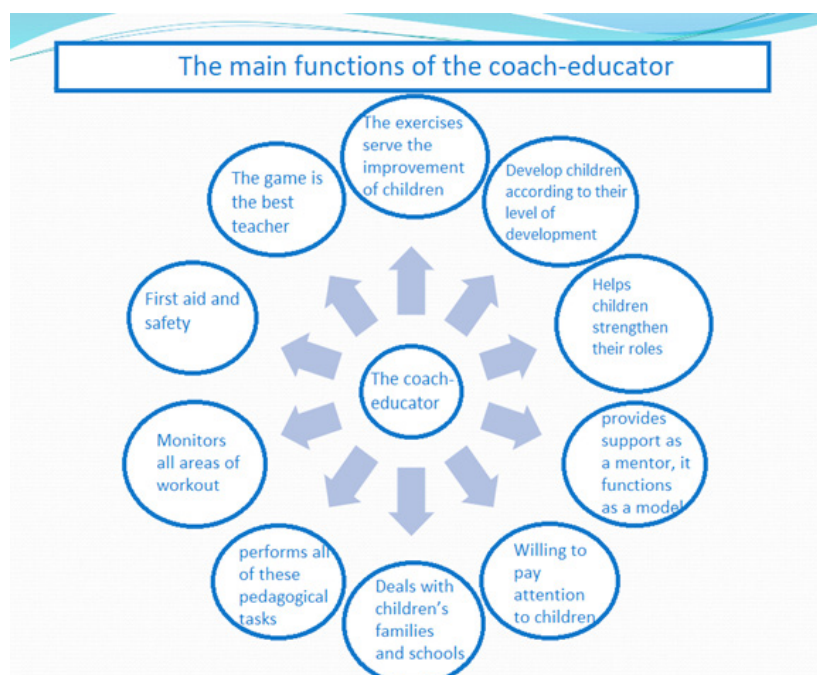 The main functions of the coach-educator
The exercises
serve the
improvement
of children
Develop children
according to their
level of
development
Helps
children
strengthen
their roles
provides
support as
a mentor, it
functions
as a model
Willing to
pay
attention
to children
Deals with
children's
families
and schools
performs all
of these
pedagogical
tasks
Monitors
all areas of
workout
First aid and
safety
The game is
the best
teacher
The coach-
educator